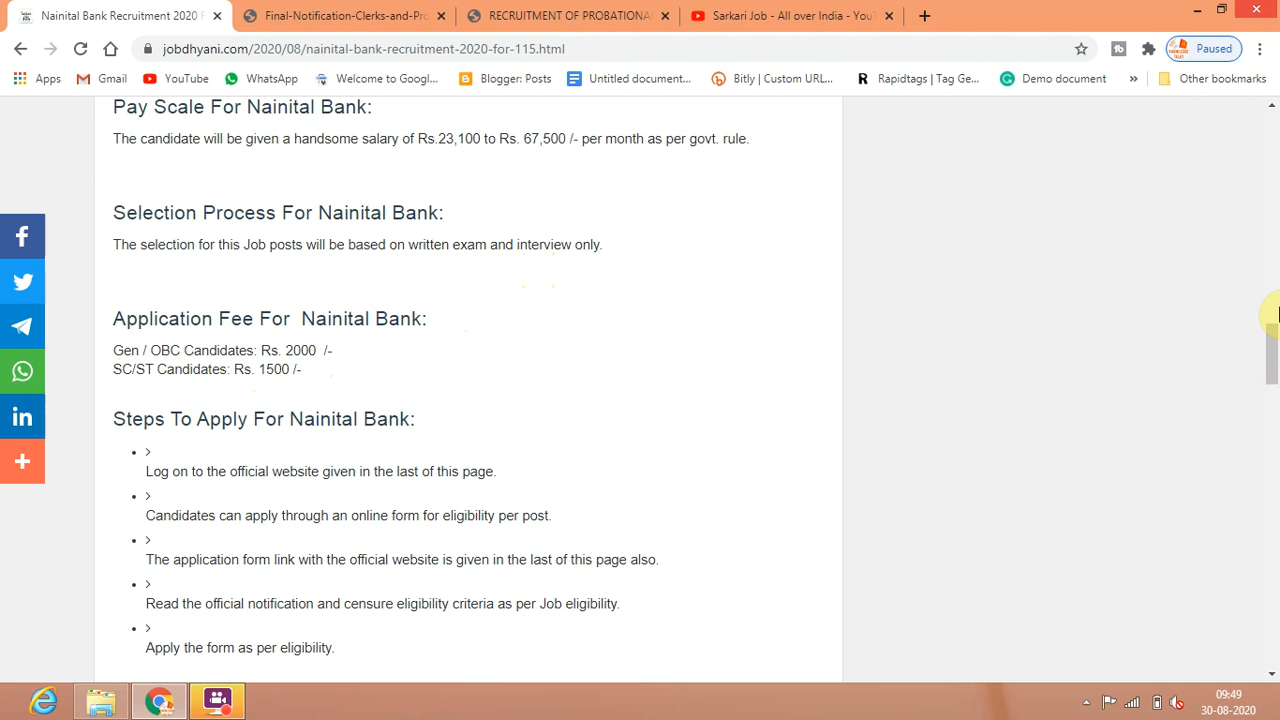 Nainital Bank Recruitment 2020 F
Final-Notification-Clerks-and-Pro
RECRUITMENT OF PROBATIONA
Sarkari Job - All over India - YouT
jobdhyani.com/2020/08/nainital-bank-recruitment-2020-for-115.html
Paused
Apps
Gmail
YouTube
WhatsApp
Welcome to Googl...
Blogger: Posts
Untitled document...
Bitly | Custom URL...
Rapidtags | Tag Ge...
Demo document
»
Other bookmarks
Pay Scale For Nainital Bank:
The candidate will be given a handsome salary of Rs.23,100 to Rs. 67,500 /- per month as per govt. rule.
Selection Process For Nainital Bank:
The selection for this Job posts will be based on written exam and interview only.
Application Fee For  Nainital Bank:
Gen / OBC Candidates: Rs. 2000  /-
SC/ST Candidates: Rs. 1500 /-
Steps To Apply For Nainital Bank:
Log on to the official website given in the last of this page.
Candidates can apply through an online form for eligibility per post.
The application form link with the official website is given in the last of this page also.
Read the official notification and censure eligibility criteria as per Job eligibility.
Apply the form as per eligibility.
09:49
30-08-2020